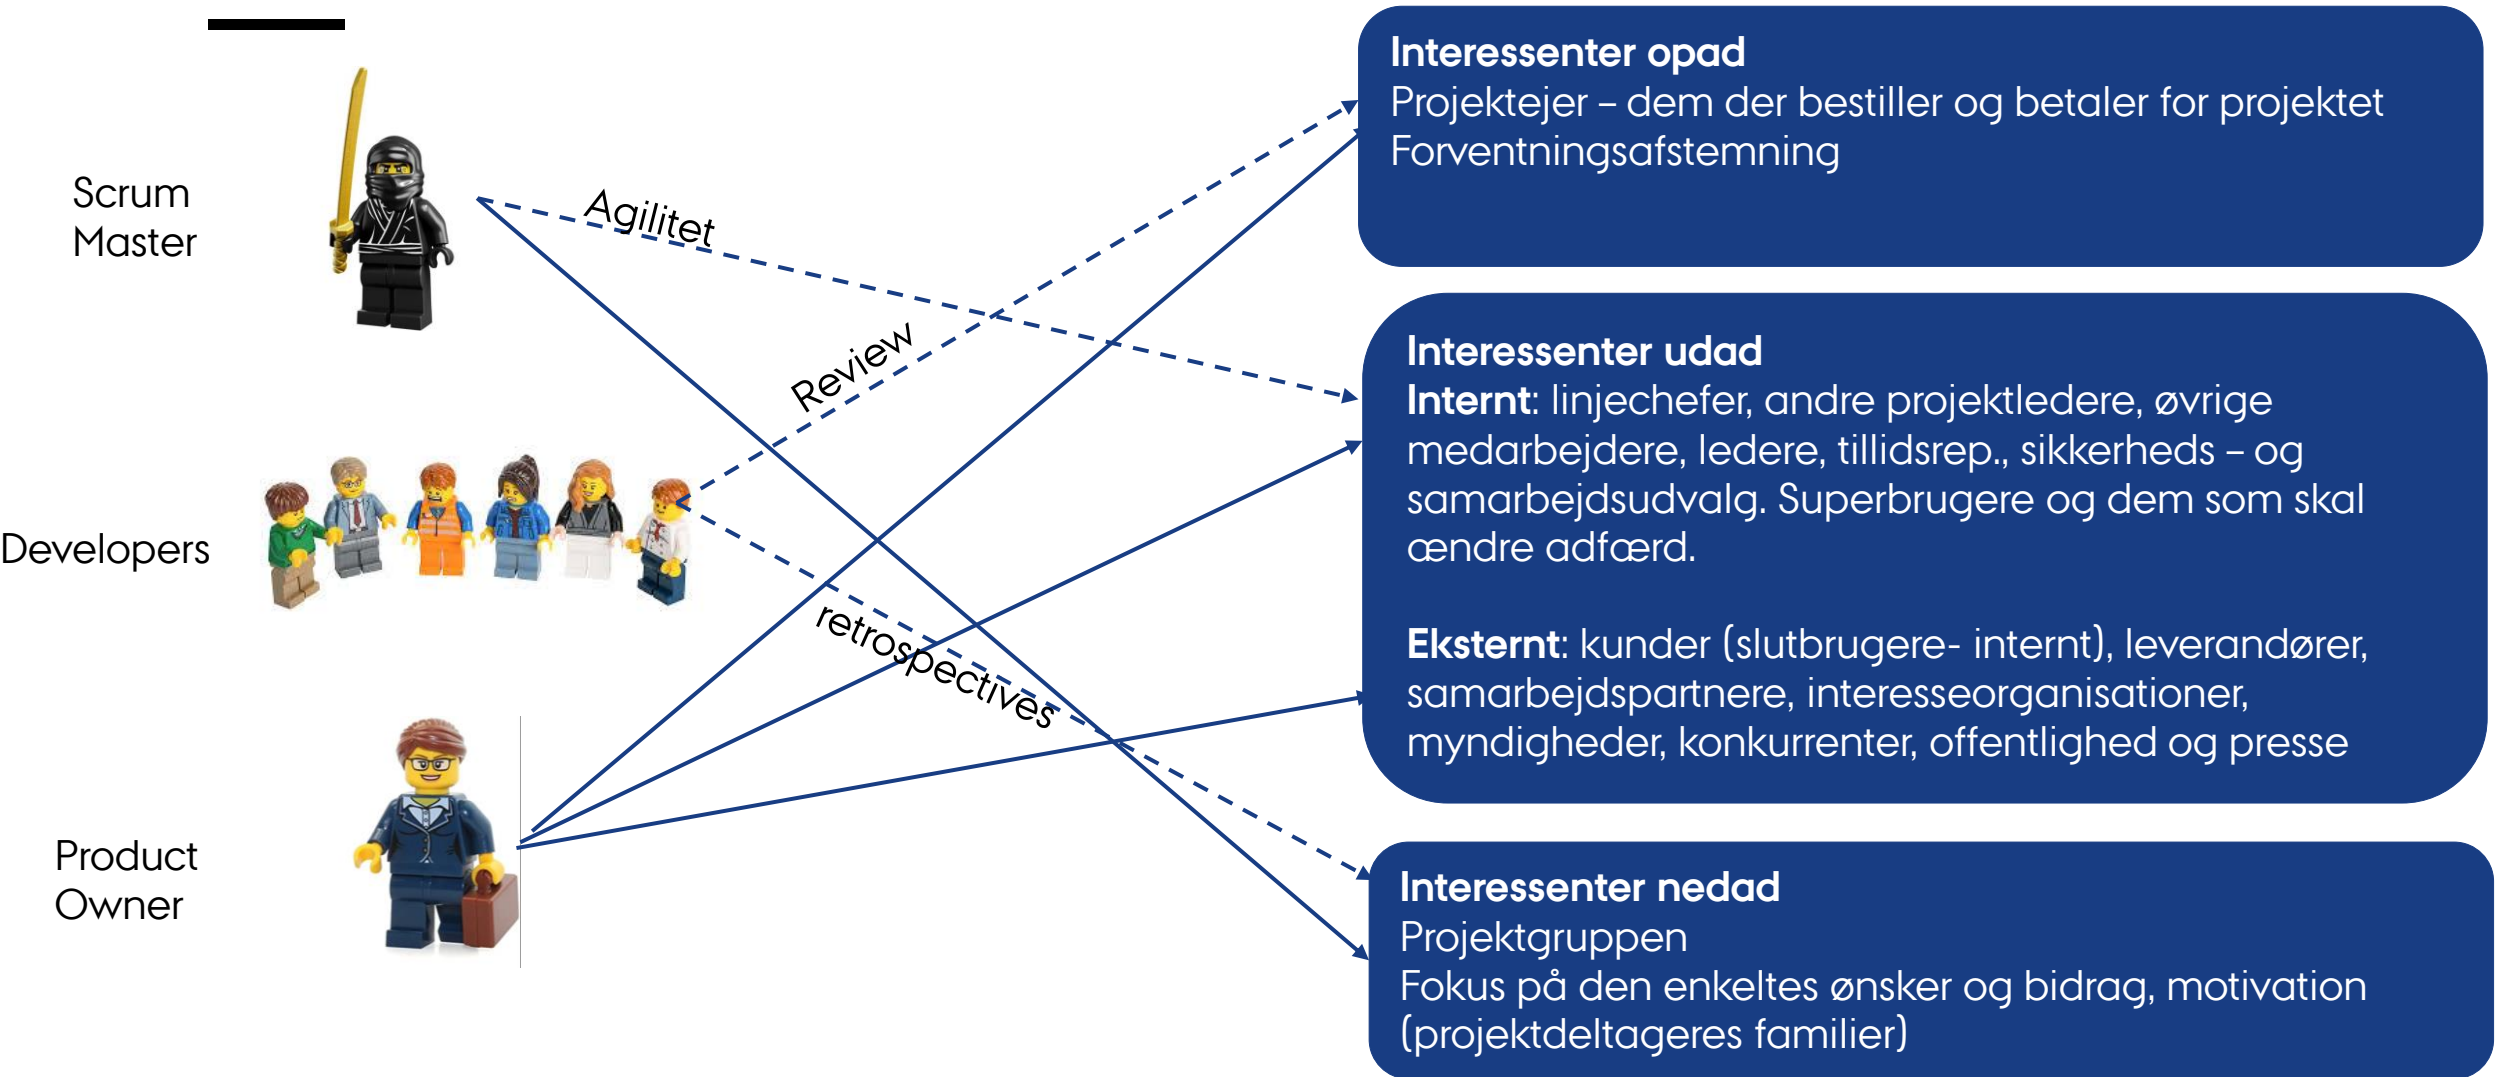 Scrum
Master
Developers
Product
Owner
Agilitet
Review
retrospectives
Interessenter opad
Projektejer – dem der bestiller og betaler for projektet
Forventningsafstemning
Interessenter udad
Internt: linjechefer, andre projektledere, øvrige
medarbejdere, ledere, tillidsrep., sikkerheds – og
samarbejdsudvalg. Superbrugere og dem som skal
ændre adfærd.
Eksternt: kunder (slutbrugere- internt), leverandører,
samarbejdspartnere, interesseorganisationer,
myndigheder, konkurrenter, offentlighed og presse
Interessenter nedad
Projektgruppen
Fokus på den enkeltes ønsker og bidrag, motivation
(projektdeltageres familier)